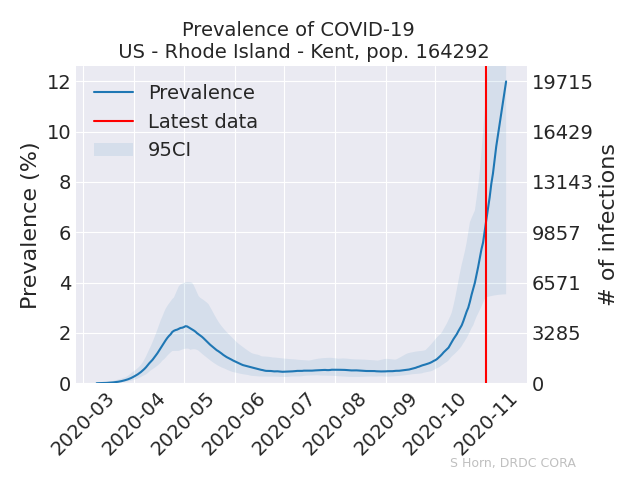 Prevalence of COVID-19
US - Rhode Island - Kent, pop. 164292
Prevalence
Latest data
95CI
Prevalence (%)
12
10
8
6
4
2
0
19715
16429
13143
9857
6571
3285
0
# of infections
2020-03
2020-04
2020-05
2020-06
2020-07
2020-08
2020-09
2020-10
2020-11
S Horn, DRDC CORA